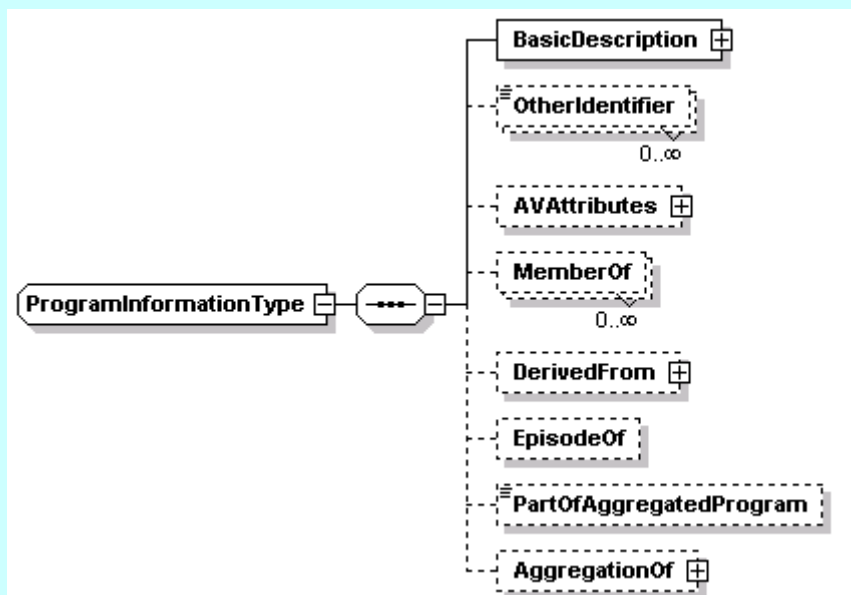 BasicDescription
OtherIdentifier
0..∞
AVAttributes
MemberOf
0..∞
ProgramInformationType
DerivedFrom
EpisodeOf
PartOfAggregatedProgram
AggregationOf